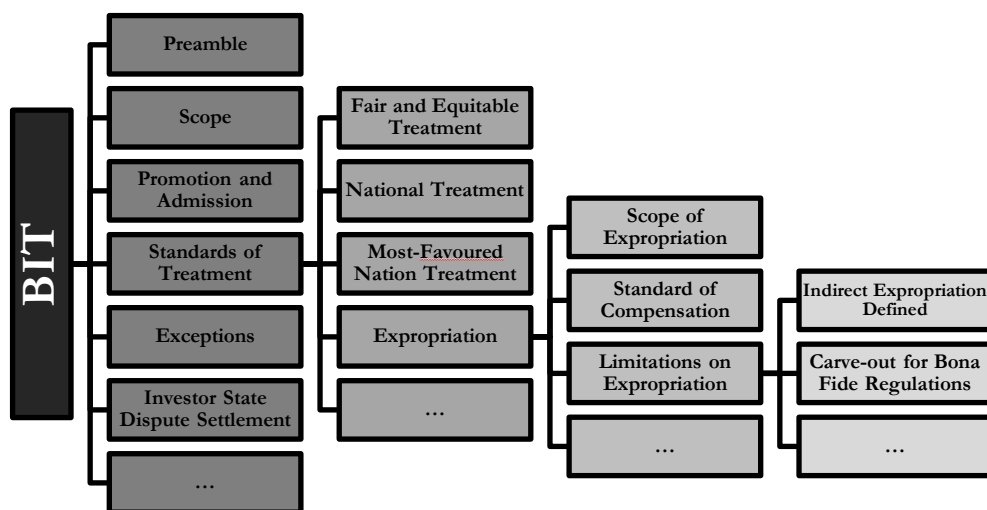 BIT
Preamble
Scope
Promotion and
Admission
Standards of
Treatment
Exceptions
Investor State
Dispute Settlement
...
Fair and Equitable
Treatment
National Treatment
Most-Favoured
Nation Treatment
Expropriation
...
Scope of
Expropriation
Standard of
Compensation
Limitations on
Expropriation
...
Indirect Expropriation
Defined
Carve-out for Bona
Fide Regulations
...